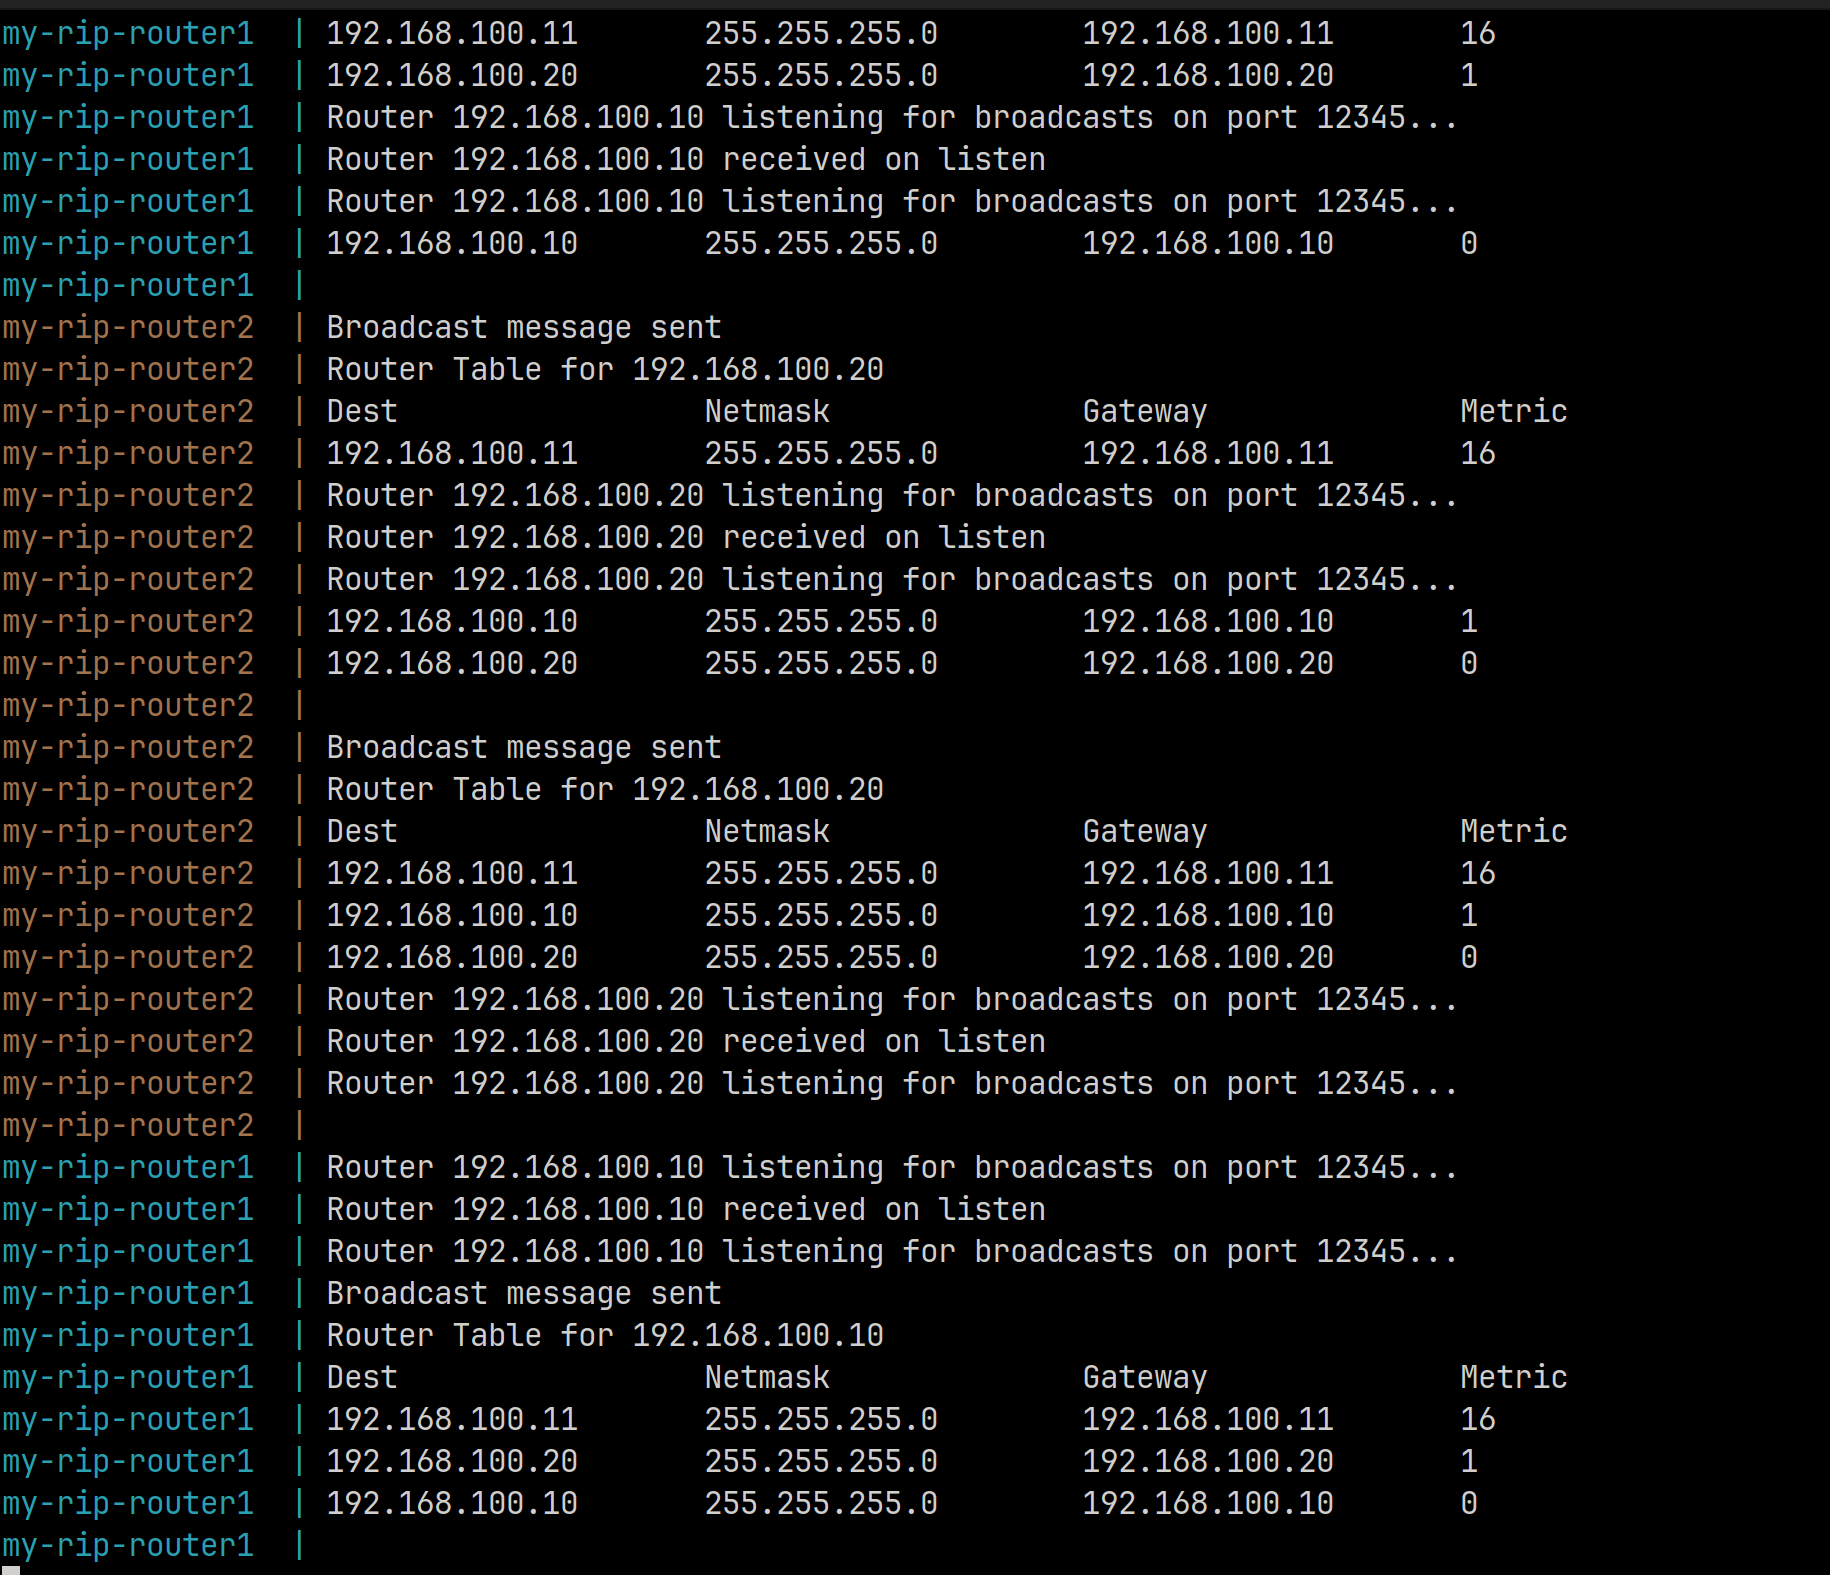 my-rip-router1  | 192.168.100.11       255.255.255.0        192.168.100.11       16
my-rip-router1  | 192.168.100.20       255.255.255.0        192.168.100.20       1
my-rip-router1  | Router 192.168.100.10 listening for broadcasts on port 12345...
my-rip-router1  | Router 192.168.100.10 received on listen
my-rip-router1  | Router 192.168.100.10 listening for broadcasts on port 12345...
my-rip-router1  | 192.168.100.10       255.255.255.0        192.168.100.10       0
my-rip-router1  |
my-rip-router2  | Broadcast message sent
my-rip-router2  | Router Table for 192.168.100.20
my-rip-router2  | Dest                 Netmask              Gateway              Metric
my-rip-router2  | 192.168.100.11       255.255.255.0        192.168.100.11       16
my-rip-router2  | Router 192.168.100.20 listening for broadcasts on port 12345...
my-rip-router2  | Router 192.168.100.20 received on listen
my-rip-router2  | Router 192.168.100.20 listening for broadcasts on port 12345...
my-rip-router2  | 192.168.100.10       255.255.255.0        192.168.100.10       1
my-rip-router2  | 192.168.100.20       255.255.255.0        192.168.100.20       0
my-rip-router2  |
my-rip-router2  | Broadcast message sent
my-rip-router2  | Router Table for 192.168.100.20
my-rip-router2  | Dest                 Netmask              Gateway              Metric
my-rip-router2  | 192.168.100.11       255.255.255.0        192.168.100.11       16
my-rip-router2  | 192.168.100.10       255.255.255.0        192.168.100.10       1
my-rip-router2  | 192.168.100.20       255.255.255.0        192.168.100.20       0
my-rip-router2  | Router 192.168.100.20 listening for broadcasts on port 12345...
my-rip-router2  | Router 192.168.100.20 received on listen
my-rip-router2  | Router 192.168.100.20 listening for broadcasts on port 12345...
my-rip-router2  |
my-rip-router1  | Router 192.168.100.10 listening for broadcasts on port 12345...
my-rip-router1  | Router 192.168.100.10 received on listen
my-rip-router1  | Router 192.168.100.10 listening for broadcasts on port 12345...
my-rip-router1  | Broadcast message sent
my-rip-router1  | Router Table for 192.168.100.10
my-rip-router1  | Dest                 Netmask              Gateway              Metric
my-rip-router1  | 192.168.100.11       255.255.255.0        192.168.100.11       16
my-rip-router1  | 192.168.100.20       255.255.255.0        192.168.100.20       1
my-rip-router1  | 192.168.100.10       255.255.255.0        192.168.100.10       0
my-rip-router1  |